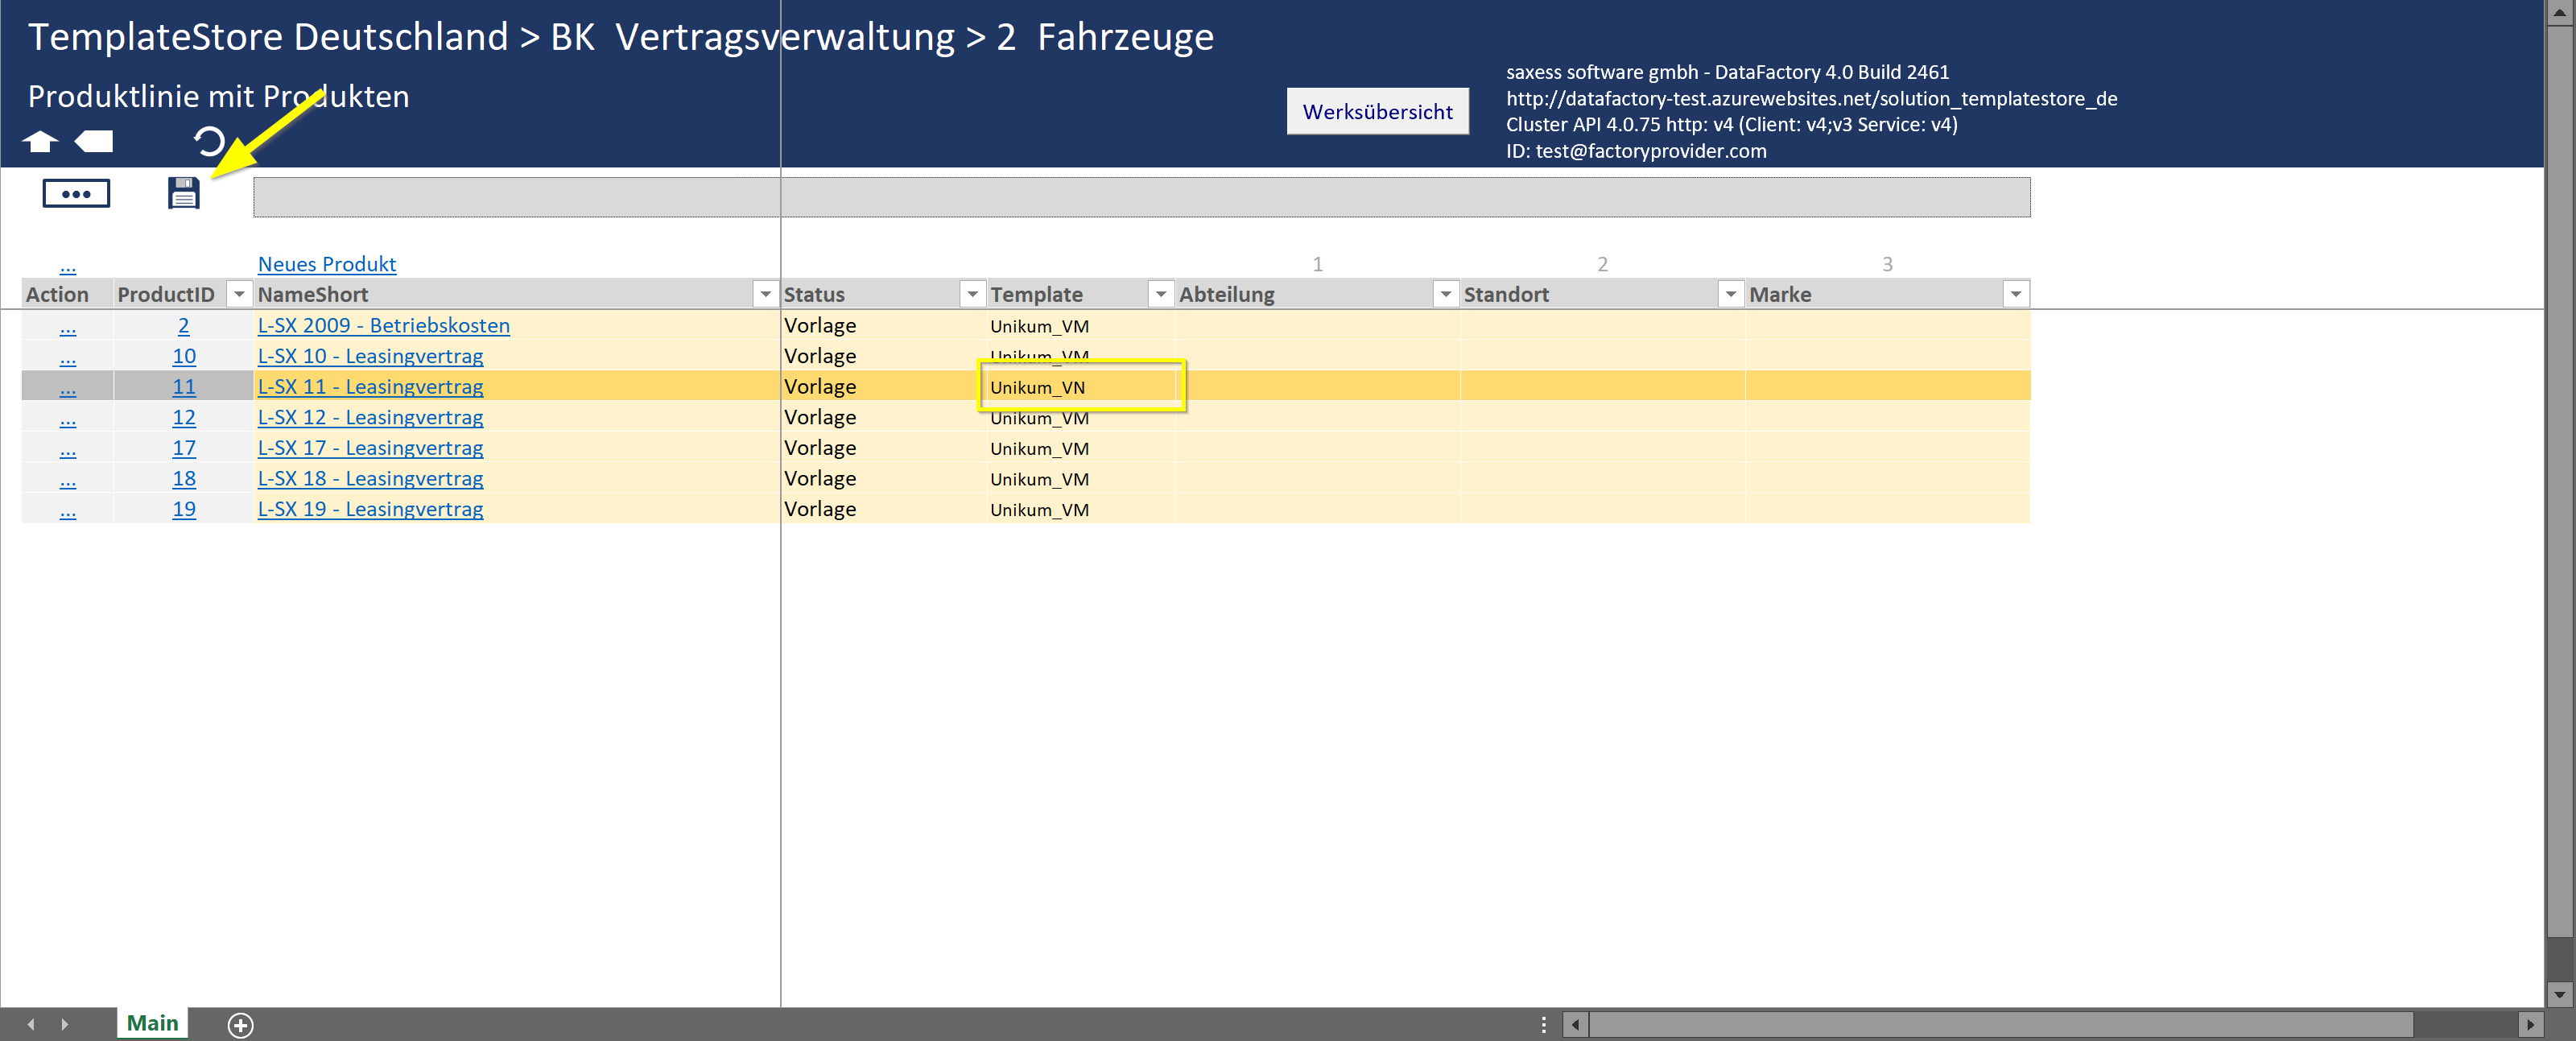 TemplateStore Deutschland > BK  Vertragsverwaltung > 2  Fahrzeuge
Produktlinie mit Produkten
Werksübersicht
saxess software gmbh - DataFactory 4.0 Build 2461
http://datafactory-test.azurewebsites.net/solution_templatestore_de
Cluster API 4.0.75 http: v4 (Client: v4;v3 Service: v4)
ID: test@factoryprovider.com
... Neues Produkt 1 2 3
Action ProductID NameShort Status Template Abteilung Standort Marke
... 2 L-SX 2009 - Betriebskosten Vorlage Unikum_VM
... 10 L-SX 10 - Leasingvertrag Vorlage Unikum_VM
... 11 L-SX 11 - Leasingvertrag Vorlage Unikum_VN
... 12 L-SX 12 - Leasingvertrag Vorlage Unikum_VM
... 17 L-SX 17 - Leasingvertrag Vorlage Unikum_VM
... 18 L-SX 18 - Leasingvertrag Vorlage Unikum_VM
... 19 L-SX 19 - Leasingvertrag Vorlage Unikum_VM
Main